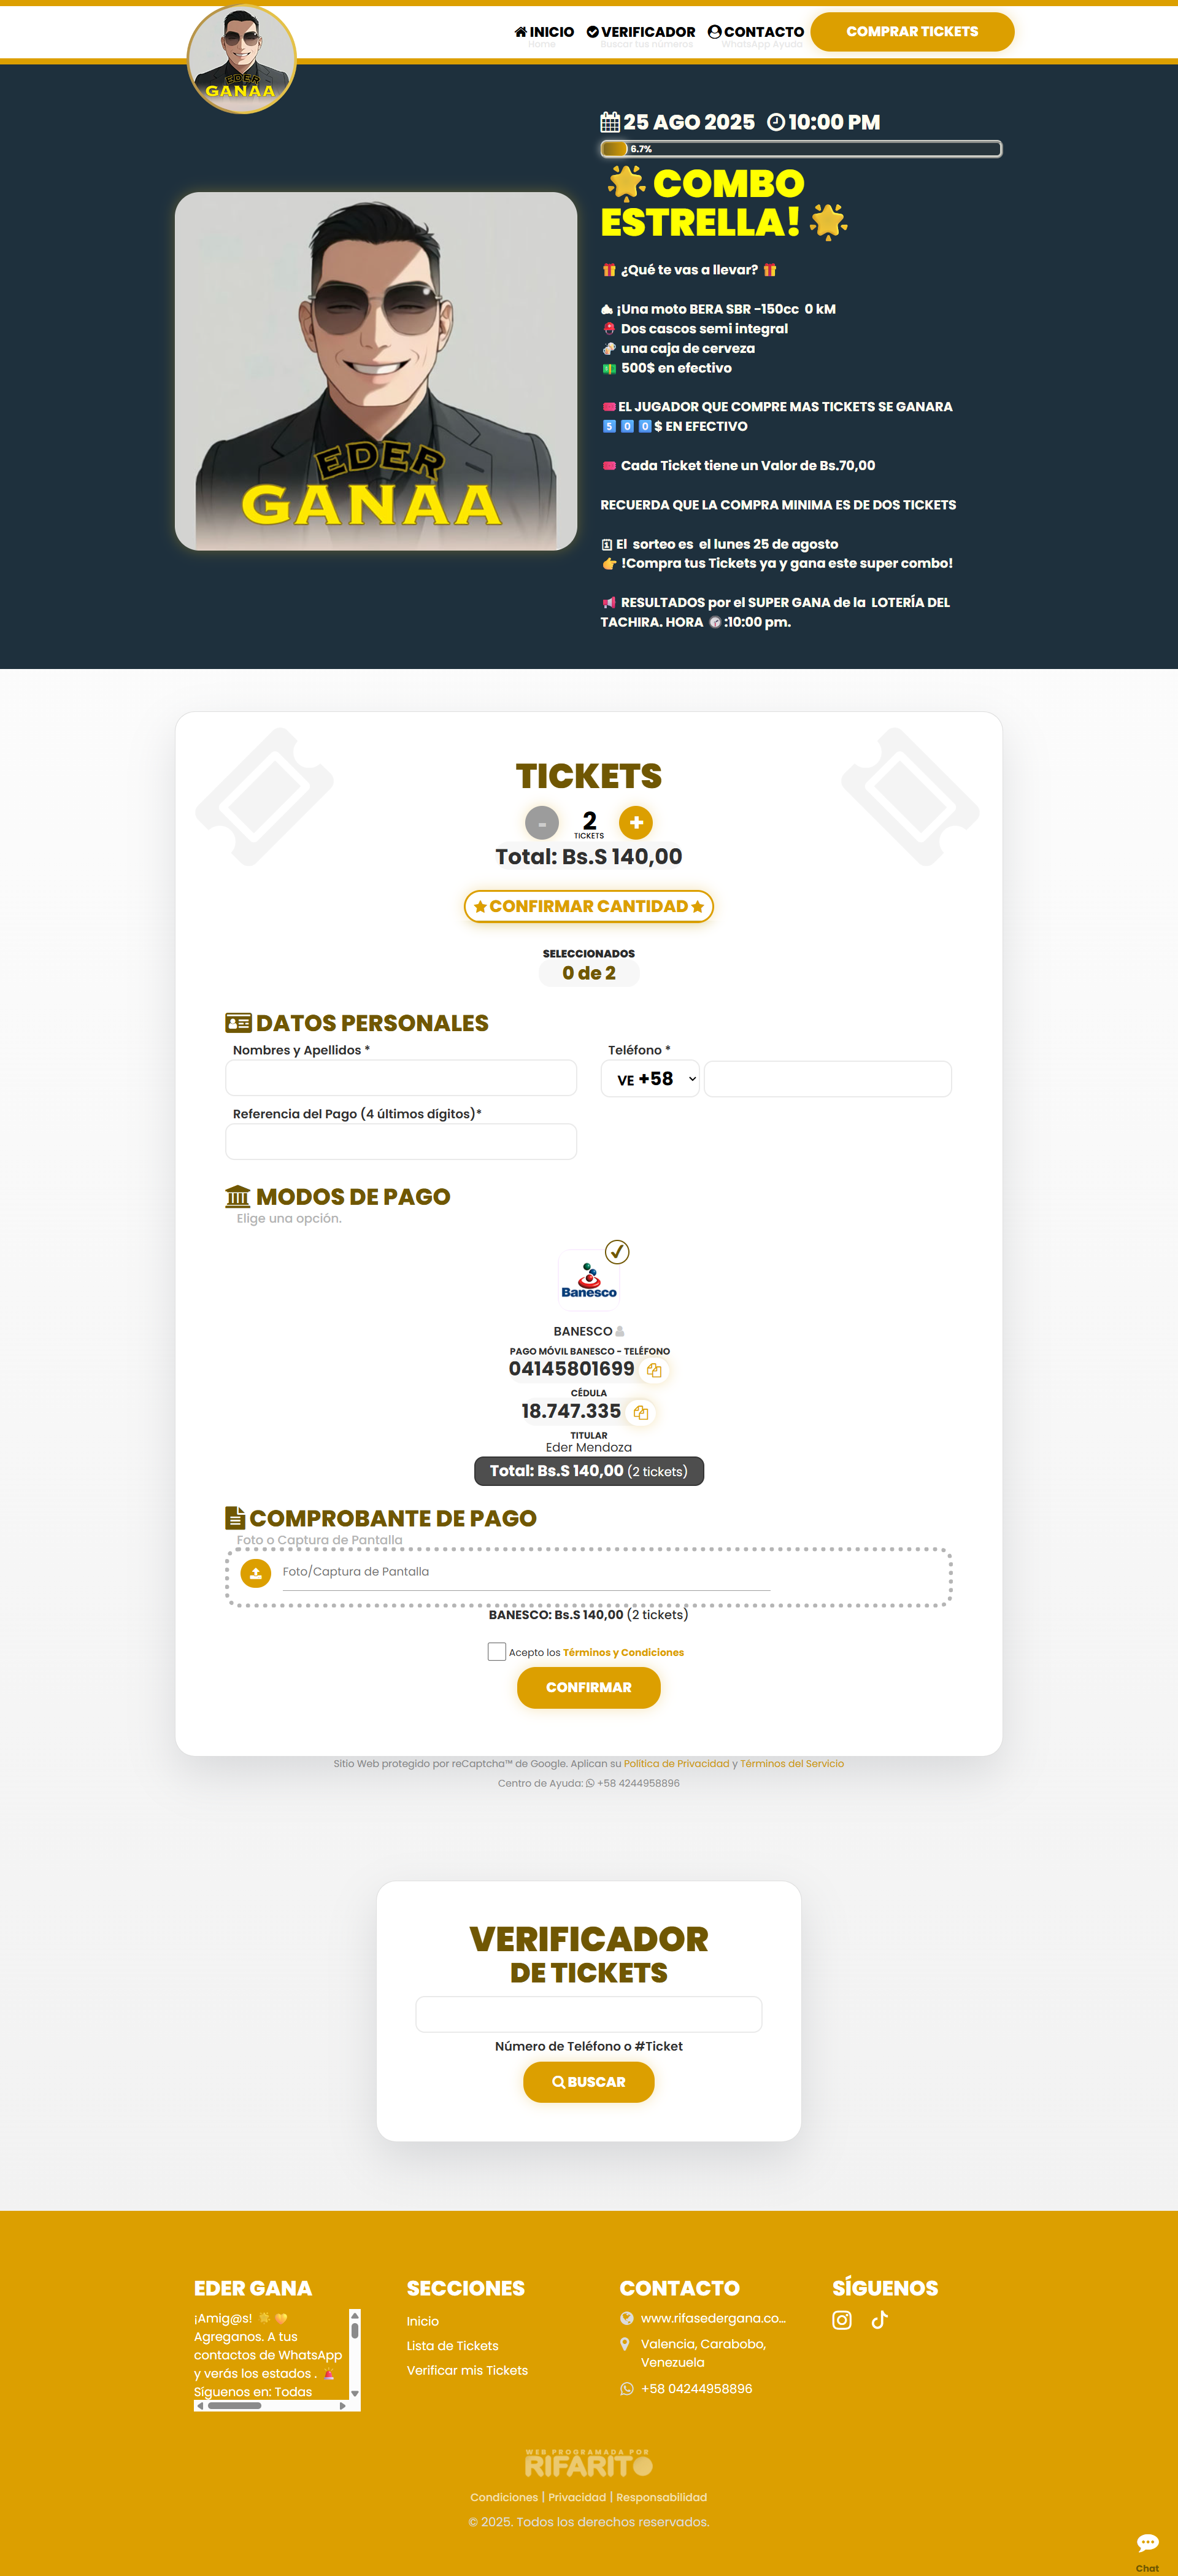 EDER
GANAA
INICIO
Home
VERIFICADOR
Buscar tus números
CONTACTO
WhatsApp Ayuda
COMPRAR TICKETS
25 AGO 2025 10:00 PM
6.7%
🌟 COMBO
ESTRELLA! 🌟
🎁 ¿Qué te vas a llevar? 🎁
¡Una moto BERA SBR -150cc 0 kM
Dos cascos semi integral
🍻 una caja de cerveza
💵 500$ en efectivo
🎟️EL JUGADOR QUE COMPRE MAS TICKETS SE GANARA
5️⃣ 0️⃣ 0️⃣ $ EN EFECTIVO
🎟️ Cada Ticket tiene un Valor de Bs.70,00
RECUERDA QUE LA COMPRA MINIMA ES DE DOS TICKETS
El sorteo es el lunes 25 de agosto
👉 !Compra tus Tickets ya y gana este super combo!
📢 RESULTADOS por el SUPER GANA de la LOTERÍA DEL
TACHIRA. HORA :10:00 pm.
EDER
GANAA
TICKETS
- 2 +
TICKETS
Total: Bs.S 140,00
★ CONFIRMAR CANTIDAD ★
SELECCIONADOS
0 de 2
DATOS PERSONALES
Nombres y Apellidos *
Teléfono *
VE +58
Referencia del Pago (4 últimos dígitos)*
MODOS DE PAGO
Elige una opción.
Banesco
BANESCO
PAGO MÓVIL BANESCO - TELÉFONO
04145801699
CÉDULA
18.747.335
TITULAR
Eder Mendoza
Total: Bs.S 140,00 (2 tickets)
COMPROBANTE DE PAGO
Foto o Captura de Pantalla
Foto/Captura de Pantalla
BANESCO: Bs.S 140,00 (2 tickets)
Acepto los Términos y Condiciones
CONFIRMAR
Sitio Web protegido por reCaptcha™ de Google. Aplican su Política de Privacidad y Términos del Servicio
Centro de Ayuda: +58 4244958896
VERIFICADOR
DE TICKETS
Número de Teléfono o #Ticket
BUSCAR
EDER GANA
¡Amig@s! 🌟 🧡
Agreganos. A tus
contactos de WhatsApp
y verás los estados .
Síguenos en: Todas
SECCIONES
Inicio
Lista de Tickets
Verificar mis Tickets
CONTACTO
www.rifasedergana.co...
Valencia, Carabobo,
Venezuela
+58 04244958896
SÍGUENOS
WEB PROGRAMADA POR
RIFARITO
Condiciones | Privacidad | Responsabilidad
© 2025. Todos los derechos reservados.
Chat